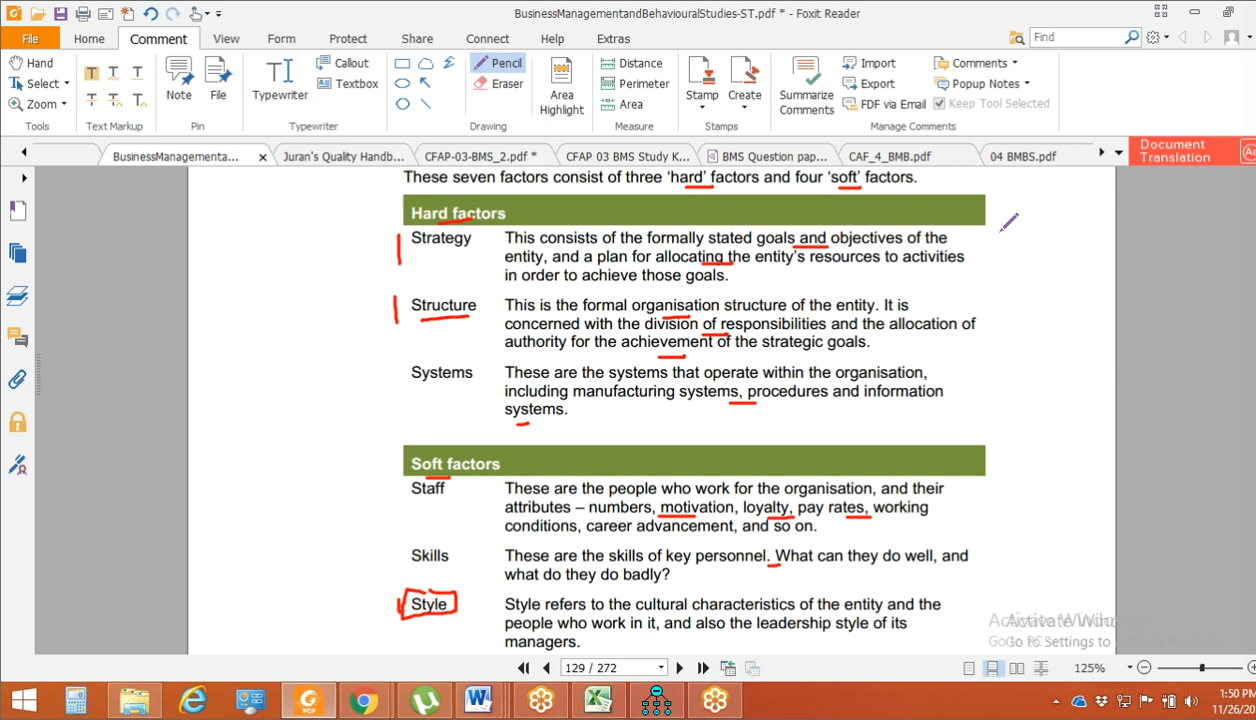 BusinessManagementandBehaviouralStudies-ST.pdf * - Foxit Reader
File Home Comment View Form Protect Share Connect Help Extras Find
Hand
Select
Zoom
Tools
Text Markup
Note
File
Pin
Typewriter
Callout
Textbox
Typewriter
Pencil
Eraser
Area
Highlight
Drawing
Distance
Perimeter
Area
Measure
Stamp
Create
Stamps
Summarize
Comments
Import
Export
FDF via Email
Comments
Popup Notes
Keep Tool Selected
Manage Comments
BusinessManagementa... Juran's Quality Handb... CFAP-03-BMS_2.pdf * CFAP 03 BMS Study K... BMS Question pap... CAF_4_BMB.pdf 04 BMBS.pdf
Document
Translation
These seven factors consist of three ‘hard’ factors and four ‘soft’ factors.
Hard factors
Strategy This consists of the formally stated goals and objectives of the
entity, and a plan for allocating the entity’s resources to activities
in order to achieve those goals.
Structure This is the formal organisation structure of the entity. It is
concerned with the division of responsibilities and the allocation of
authority for the achievement of the strategic goals.
Systems These are the systems that operate within the organisation,
including manufacturing systems, procedures and information
systems.
Soft factors
Staff These are the people who work for the organisation, and their
attributes – numbers, motivation, loyalty, pay rates, working
conditions, career advancement, and so on.
Skills These are the skills of key personnel. What can they do well, and
what do they do badly?
Style Style refers to the cultural characteristics of the entity and the
people who work in it, and also the leadership style of its
managers.
Activate Windo
Go to Settings to
129 / 272
125%
1:50 PM
11/26/20